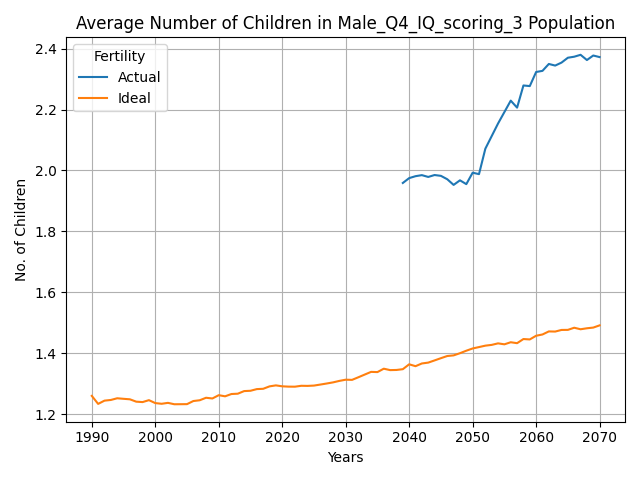 Average Number of Children in Male_Q4_IQ_scoring_3 Population
Fertility
Actual
Ideal
No. of Children
2.4
2.2
2.0
1.8
1.6
1.4
1.2
1990 2000 2010 2020 2030 2040 2050 2060 2070
Years